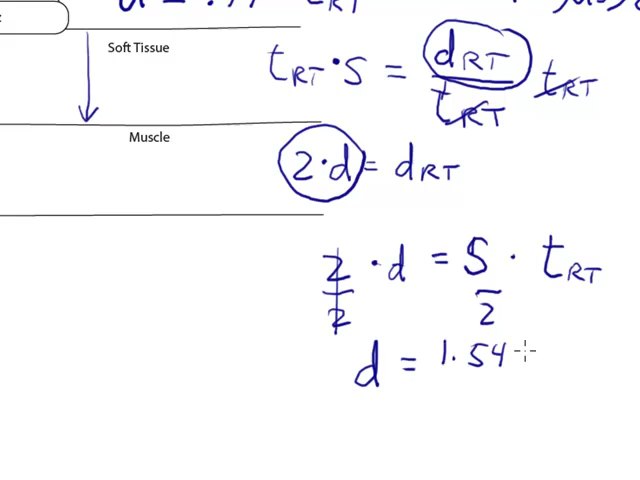 Soft Tissue
t_RT · S = d_RT / t_RT t_RT
Muscle
2 · d = d_RT
2/2 · d = S/2 · t_RT
d = 1.54